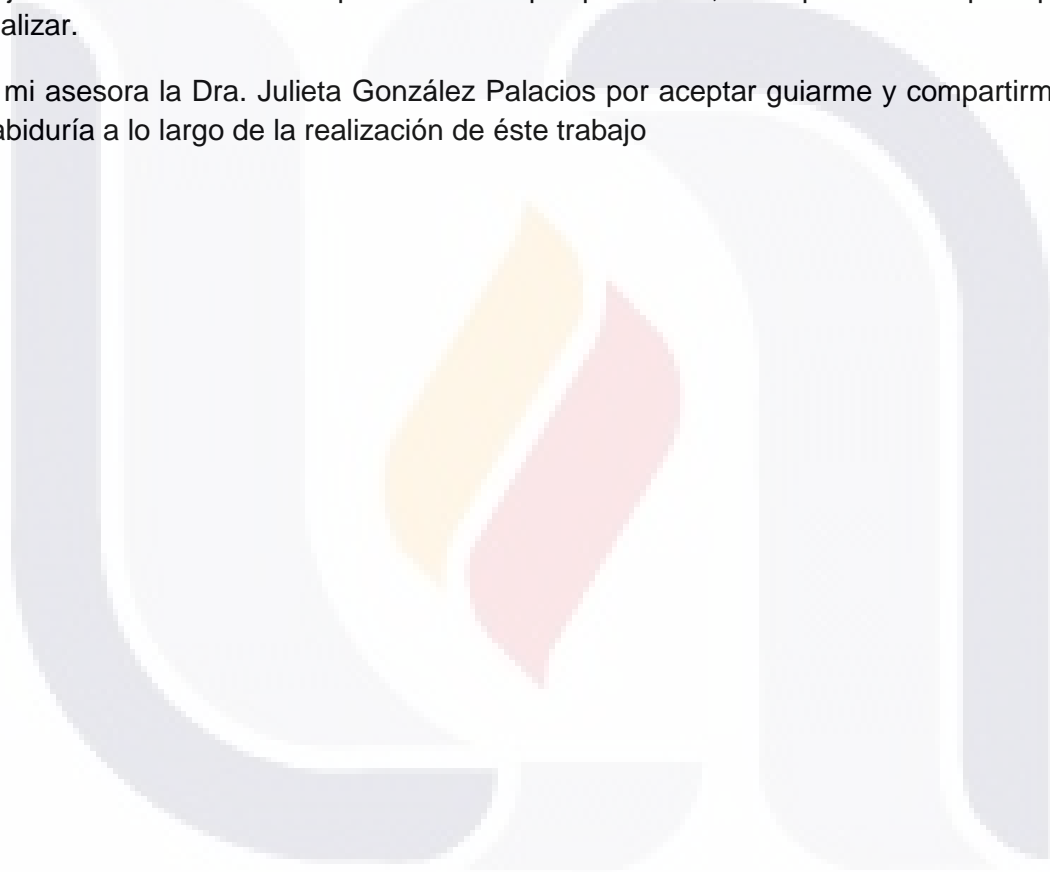 alizar.
mi asesora la Dra. Julieta González Palacios por aceptar guiarme y compartirm
abiduría a lo largo de la realización de éste trabajo